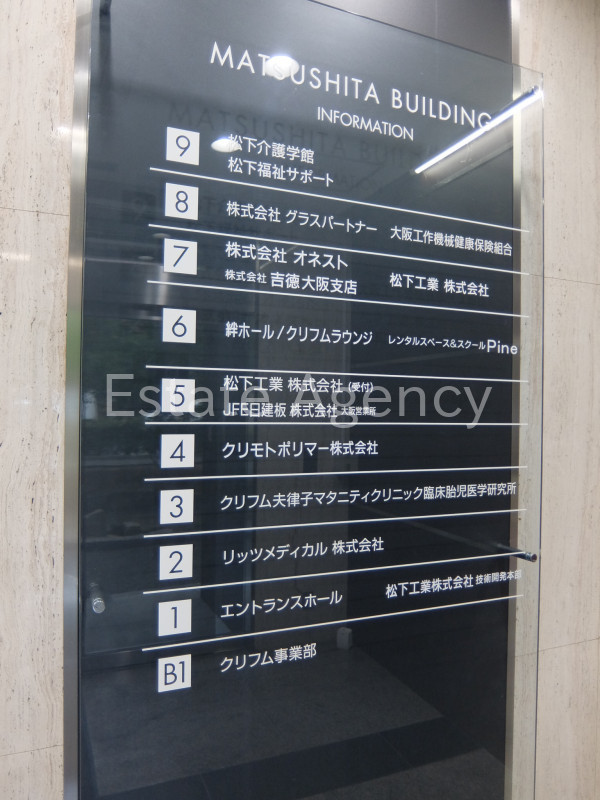 MATSUSHITA BUILDING
INFORMATION
9 松下介護学館
松下福祉サポート
8 株式会社 グラスパートナー 大阪工作機械健康保険組合
7 株式会社 オネスト
株式会社 吉徳大阪支店 松下工業 株式会社
6 絆ホール/クリフムラウンジ レンタルスペース&スクールPine
5 松下工業 株式会社 (受付)
JFE日建板 株式会社 大阪営業所
Estate Agency
4 クリモトポリマー株式会社
3 クリフム夫律子マタニティクリニック臨床胎児医学研究所
2 リッツメディカル 株式会社
1 エントランスホール 松下工業株式会社 技術開発本部
B1 クリフム事業部